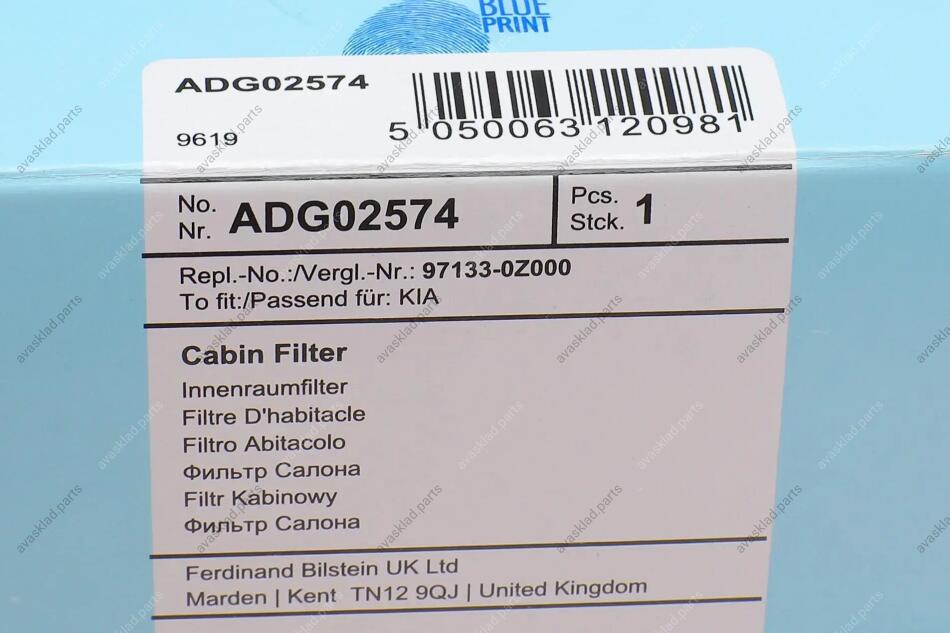 BLUE
PRINT
ADG02574
9619
5 050063 120981
No.
Nr. ADG02574
Pcs.
Stck. 1
Repl.-No.:/Vergl.-Nr.: 97133-0Z000
To fit:/Passend für: KIA
Cabin Filter
Innenraumfilter
Filtre D'habitacle
Filtro Abitacolo
Фильтр Салона
Filtr Kabinowy
Фильтр Салона
Ferdinand Bilstein UK Ltd
Marden | Kent TN12 9QJ | United Kingdom
avasklad.parts